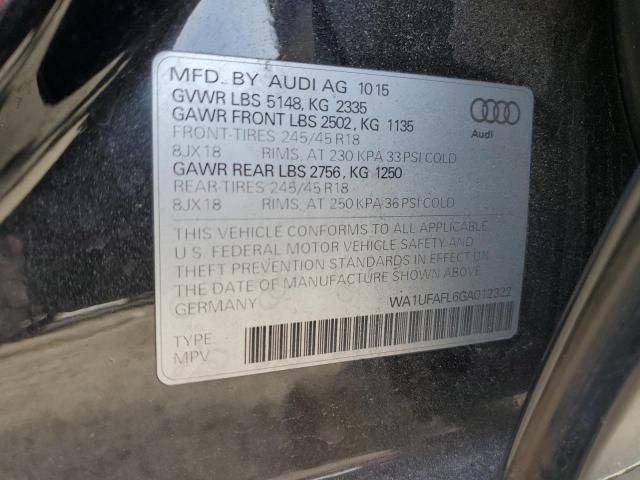 MFD. BY AUDI AG 1015
GVWR LBS 5148, KG 2335
GAWR FRONT LBS 2502, KG 1135
FRONT-TIRES 245/45 R18
8JX18 RIMS, AT 230 KPA 33 PSI COLD
GAWR REAR LBS 2756, KG 1250
REAR-TIRES 245/45 R18
8JX18 RIMS, AT 250 KPA 36 PSI COLD
Audi
THIS VEHICLE CONFORMS TO ALL APPLICABLE
U.S. FEDERAL MOTOR VEHICLE SAFETY AND
THEFT PREVENTION STANDARDS IN EFFECT ON
THE DATE OF MANUFACTURE SHOWN ABOVE
GERMANY
WA1UFAFL6GA012322
TYPE
MPV